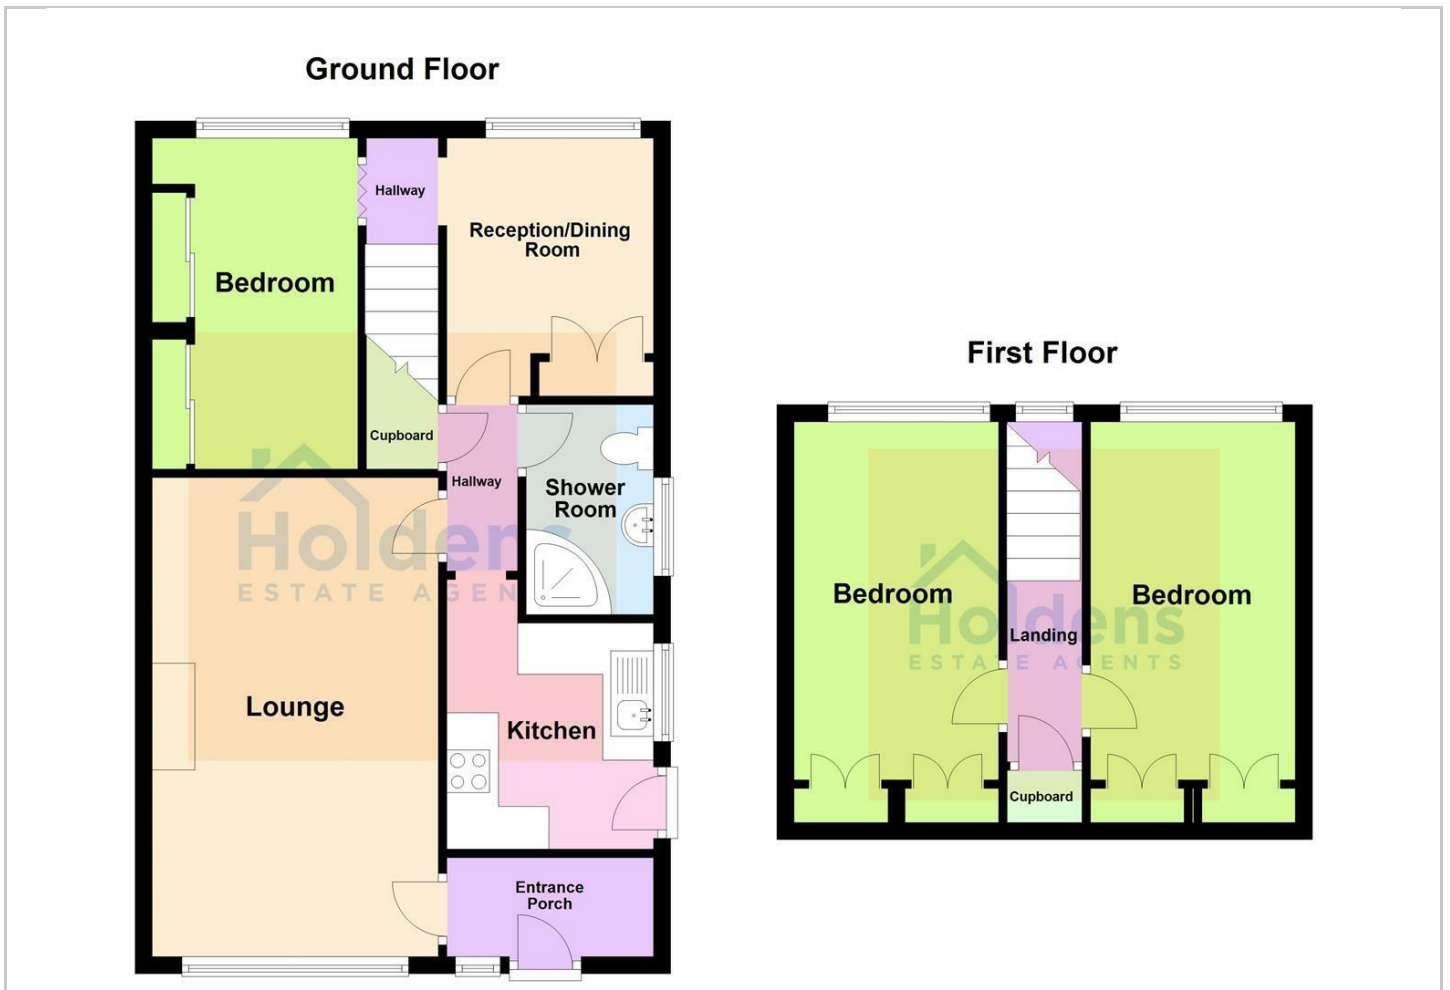 Ground Floor
Hallway
Reception/Dining
Room
Bedroom
Cupboard
Hallway
Shower
Room
Holdens
ESTATE AGEN
Lounge
Kitchen
Entrance
Porch
First Floor
Bedroom
Bedroom
Landing
Holdens
ESTATE AGENTS
Cupboard